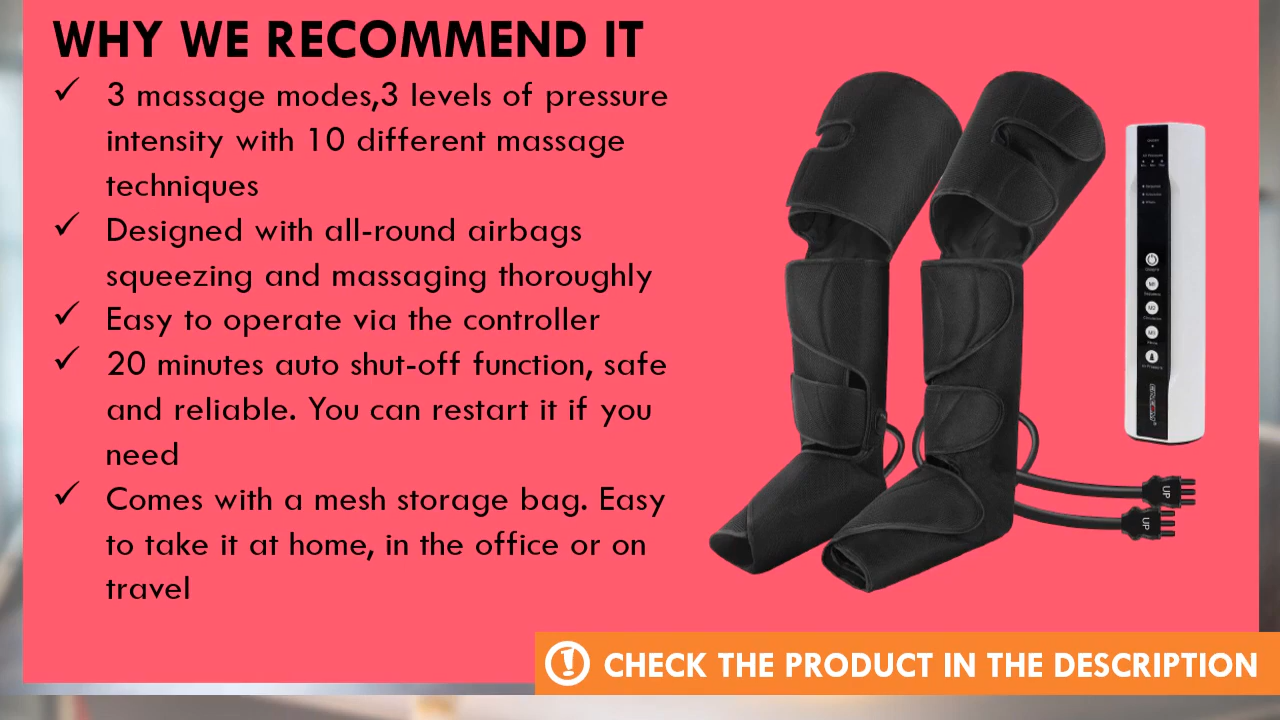 WHY WE RECOMMEND IT
✓ 3 massage modes,3 levels of pressure
intensity with 10 different massage
techniques
✓ Designed with all-round airbags
squeezing and massaging thoroughly
✓ Easy to operate via the controller
✓ 20 minutes auto shut-off function, safe
and reliable. You can restart it if you
need
✓ Comes with a mesh storage bag. Easy
to take it at home, in the office or on
travel
UP
UP
CHECK THE PRODUCT IN THE DESCRIPTION